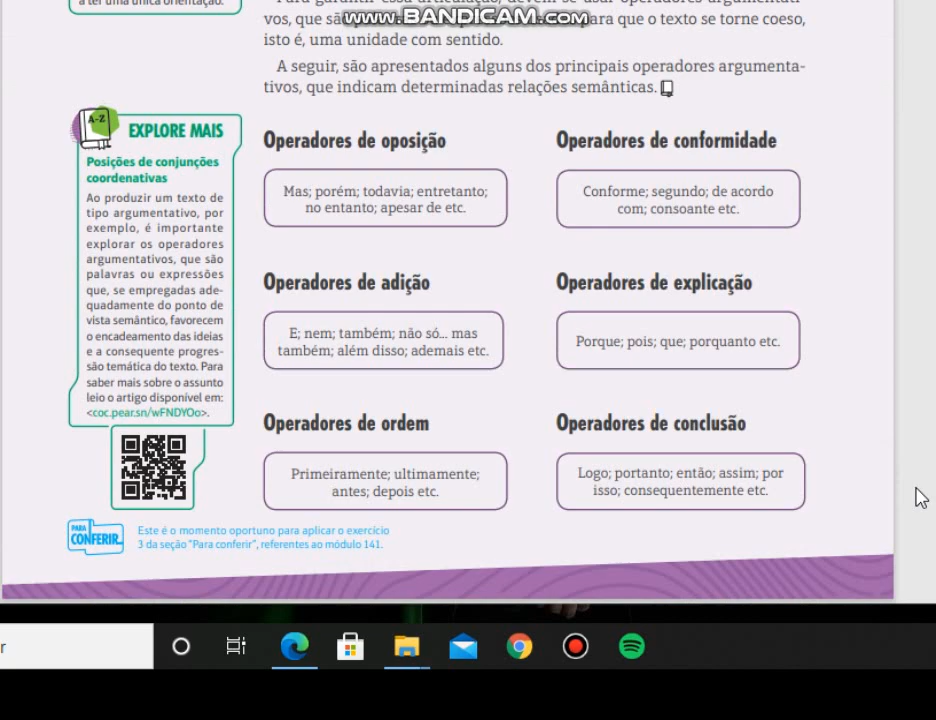 a ter uma única orientação.
vos, que são para que o texto se torne coeso,
www.BANDICAM.com
isto é, uma unidade com sentido.
A seguir, são apresentados alguns dos principais operadores argumenta-
tivos, que indicam determinadas relações semânticas.
A-Z
EXPLORE MAIS
Posições de conjunções
coordenativas
Ao produzir um texto de
tipo argumentativo, por
exemplo, é importante
explorar os operadores
argumentativos, que são
palavras ou expressões
que, se empregadas ade-
quadamente do ponto de
vista semântico, favorecem
o encadeamento das ideias
e a consequente progres-
são temática do texto. Para
saber mais sobre o assunto
leio o artigo disponível em:
<coc.pear.sn/wFNDYOo>.
Operadores de oposição
Mas; porém; todavia; entretanto;
no entanto; apesar de etc.
Operadores de conformidade
Conforme; segundo; de acordo
com; consoante etc.
Operadores de adição
E; nem; também; não só... mas
também; além disso; ademais etc.
Operadores de explicação
Porque; pois; que; porquanto etc.
Operadores de ordem
Primeiramente; ultimamente;
antes; depois etc.
Operadores de conclusão
Logo; portanto; então; assim; por
isso; consequentemente etc.
PARA
CONFERIR
Este é o momento oportuno para aplicar o exercício
3 da seção "Para conferir", referentes ao módulo 141.
r